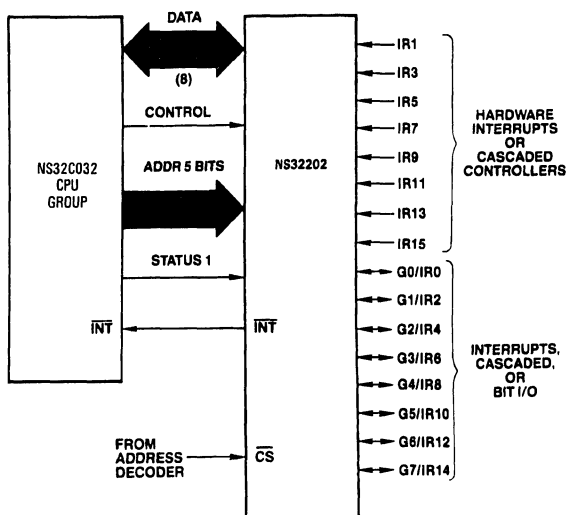 DATA
(8)
CONTROL
ADDR 5 BITS
STATUS 1
NS32C032
CPU
GROUP
INT
NS32202
INT
CS
FROM
ADDRESS
DECODER
IR1
IR3
IR5
IR7
IR9
IR11
IR13
IR15
HARDWARE
INTERRUPTS
OR
CASCADED
CONTROLLERS
G0/IR0
G1/IR2
G2/IR4
G3/IR6
G4/IR8
G5/IR10
G6/IR12
G7/IR14
INTERRUPTS,
CASCADED,
OR
BIT I/O